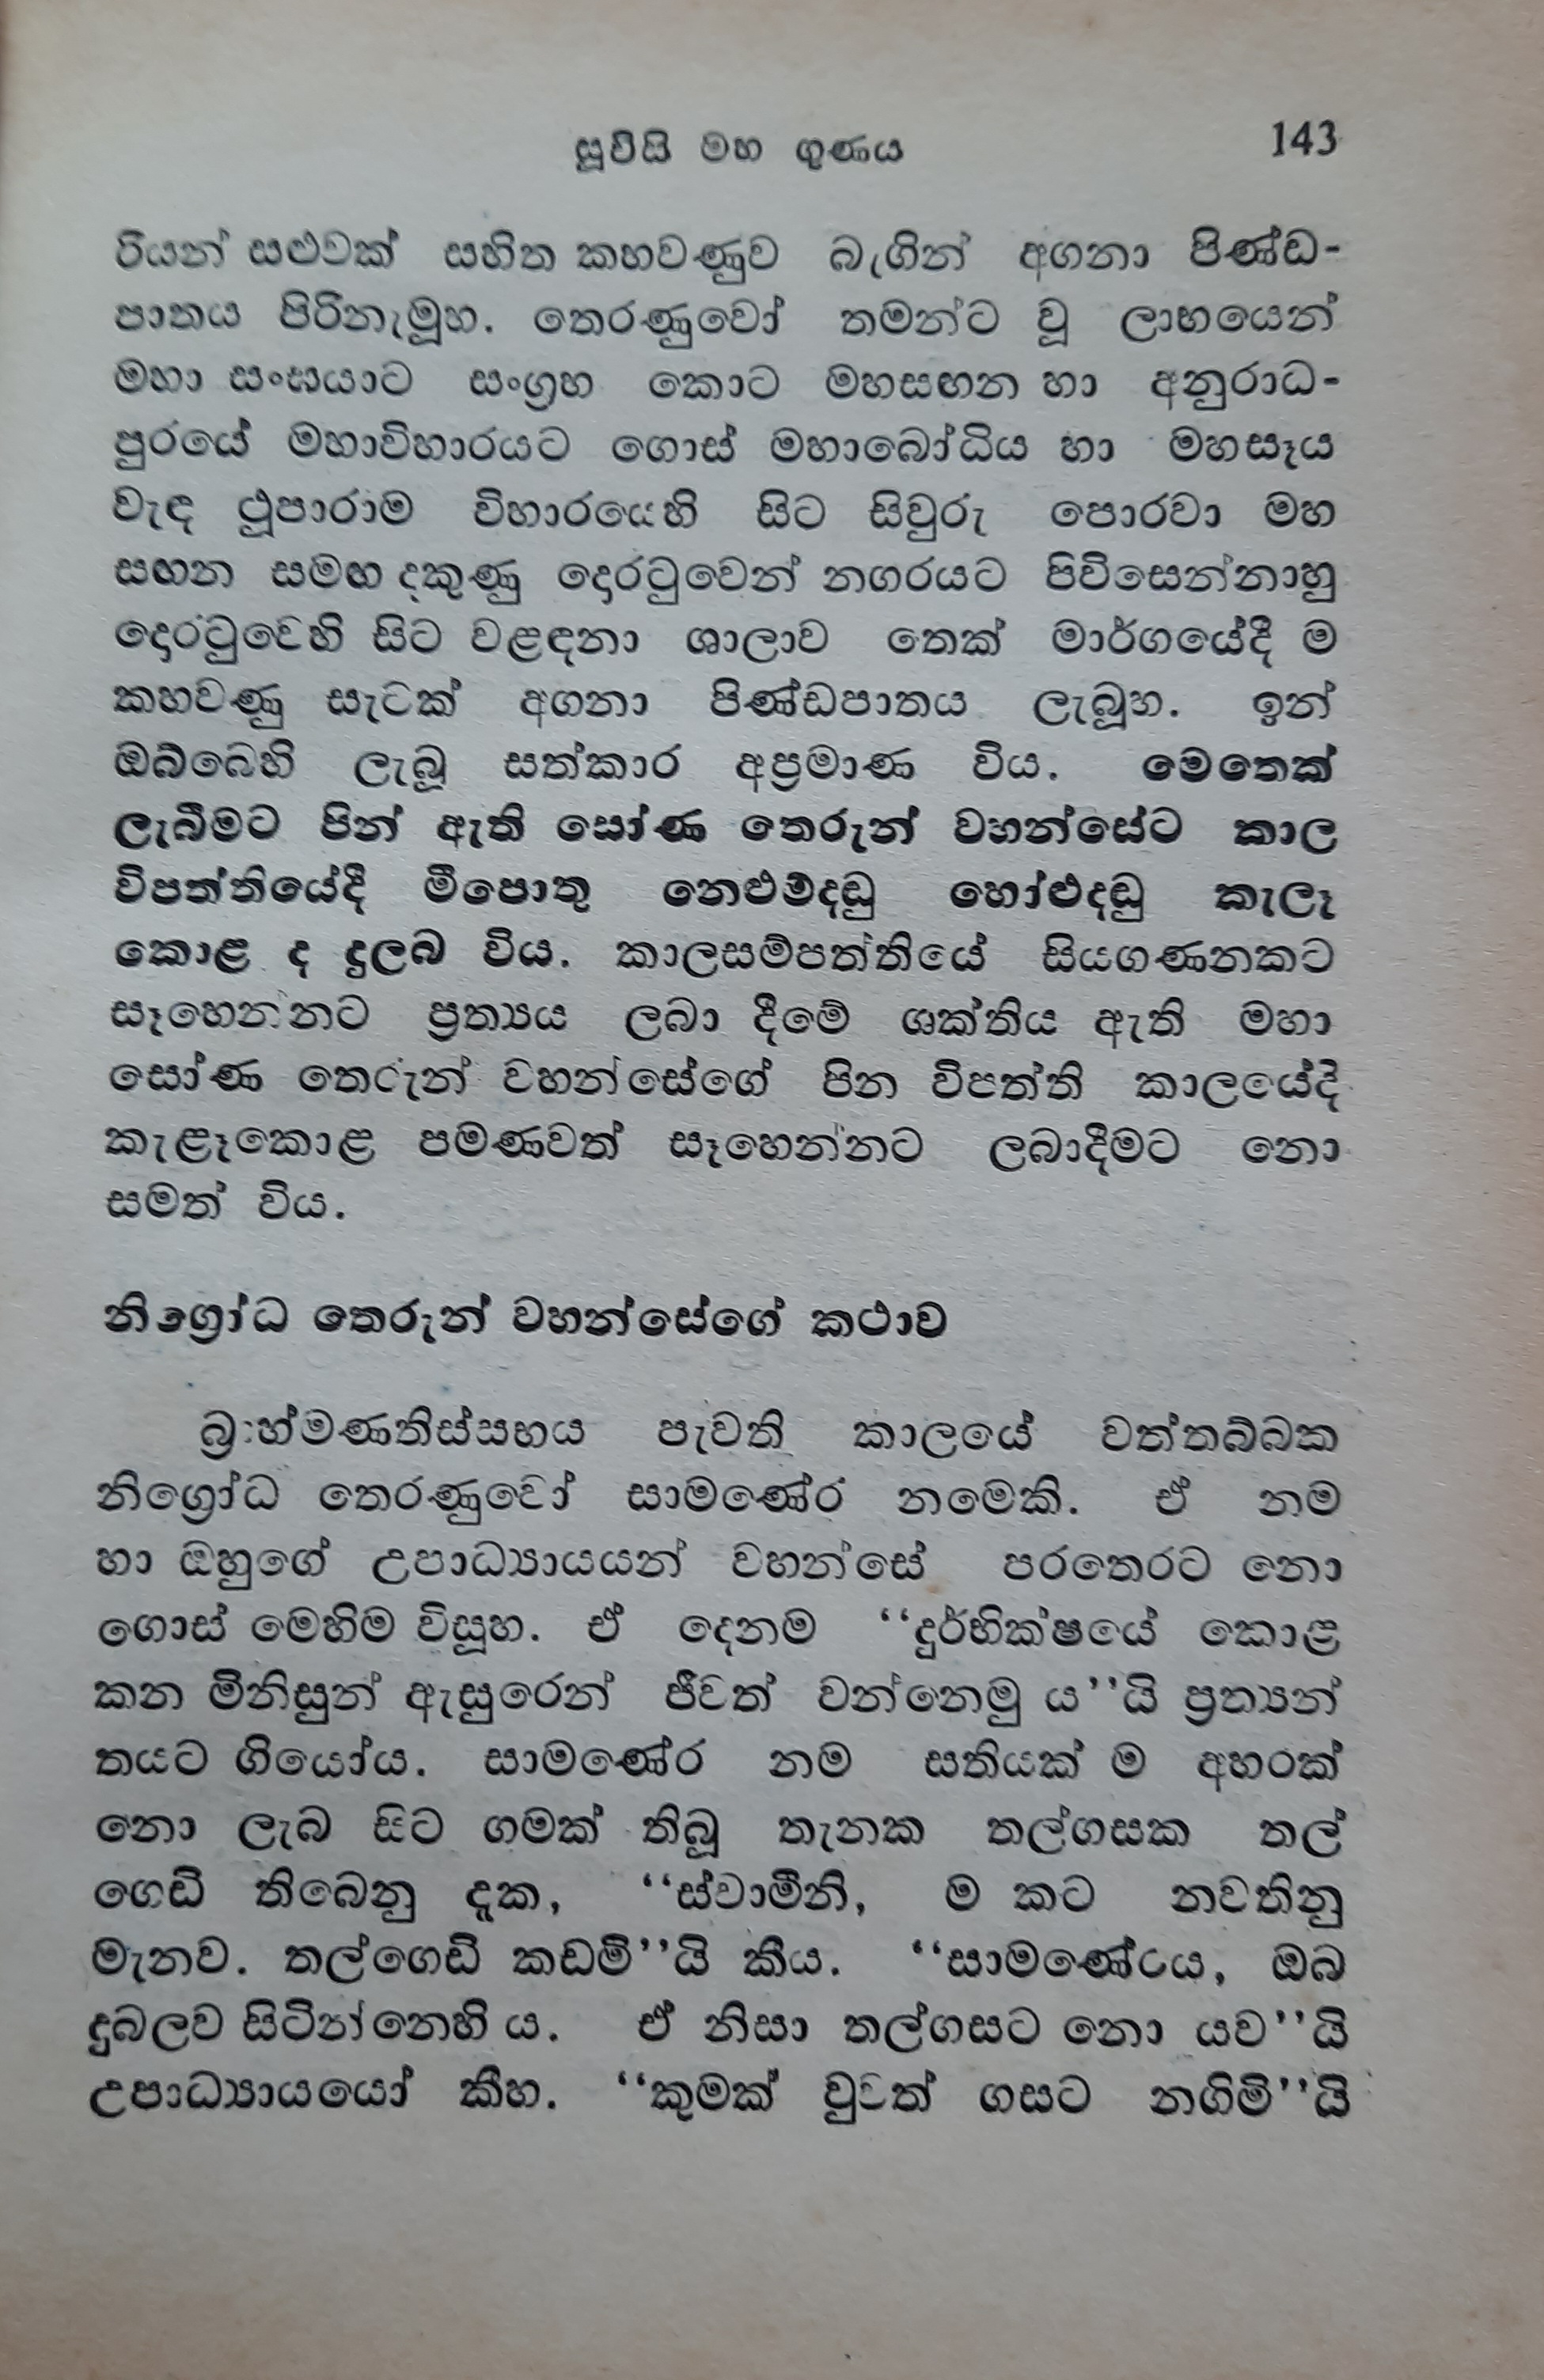 සූවිසි මහ ගුණය 143
රියන් සළුවක් සහිත කහවණුව බැගින් අගනා පිණ්ඩ-
පාතය පිරිනැමූහ. තෙරණුවෝ තමන්ට වූ ලාභයෙන්
මහා සංඝයාට සංග්‍රහ කොට මහසඟන හා අනුරාධ-
පුරයේ මහාවිහාරයට ගොස් මහාබෝධිය හා මහසෑය
වැඳ ථූපාරාම විහාරයෙහි සිට සිවුරු පොරවා මහ
සඟන සමඟ දකුණු දොරටුවෙන් නගරයට පිවිසෙන්නාහු
දොරටුවෙහි සිට වළඳනා ශාලාව තෙක් මාර්ගයේදී ම
කහවණු සැටක් අගනා පිණ්ඩපාතය ලැබූහ. ඉන්
ඔබ්බෙහි ලැබූ සත්කාර අප්‍රමාණ විය. මෙතෙක්
ලැබීමට පින් ඇති සෝණ තෙරුන් වහන්සේට කාල
විපත්තියේදී මීපොතු නෙළුම්දඬු හෝළුදඬු කැලෑ
කොළ ද දුලබ විය. කාලසම්පත්තියේ සියගණනකට
සෑහෙන්නට ප්‍රත්‍යය ලබා දීමේ ශක්තිය ඇති මහා
සෝණ තෙරුන් වහන්සේගේ පින විපත්ති කාලයේදි
කැළෑකොළ පමණවත් සෑහෙන්නට ලබාදීමට නො
සමත් විය.
නිග්‍රෝධ තෙරුන් වහන්සේගේ කථාව
බ්‍රාහ්මණතිස්සභය පැවති කාලයේ වත්තබ්බක
නිග්‍රෝධ තෙරණුවෝ සාමණේර නමෙකි. ඒ නම
හා ඔහුගේ උපාධ්‍යායයන් වහන්සේ පරතෙරට නො
ගොස් මෙහිම විසූහ. ඒ දෙනම “දුර්භික්ෂයේ කොළ
කන මිනිසුන් ඇසුරෙන් ජීවත් වන්නෙමු ය”යි ප්‍රත්‍යන්
තයට ගියෝය. සාමණේර නම සතියක් ම අහරක්
නො ලැබ සිට ගමක් තිබූ තැනක තල්ගසක තල්
ගෙඩි තිබෙනු දැක, “ස්වාමීනි, ම කට නවතිනු
මැනව. තල්ගෙඩි කඩමි”යි කීය. “සාමණේරය, ඔබ
දුබලව සිටින්නෙහි ය. ඒ නිසා තල්ගසට නො යව”යි
උපාධ්‍යායයෝ කීහ. “කුමක් වුවත් ගසට නගිමි”යි